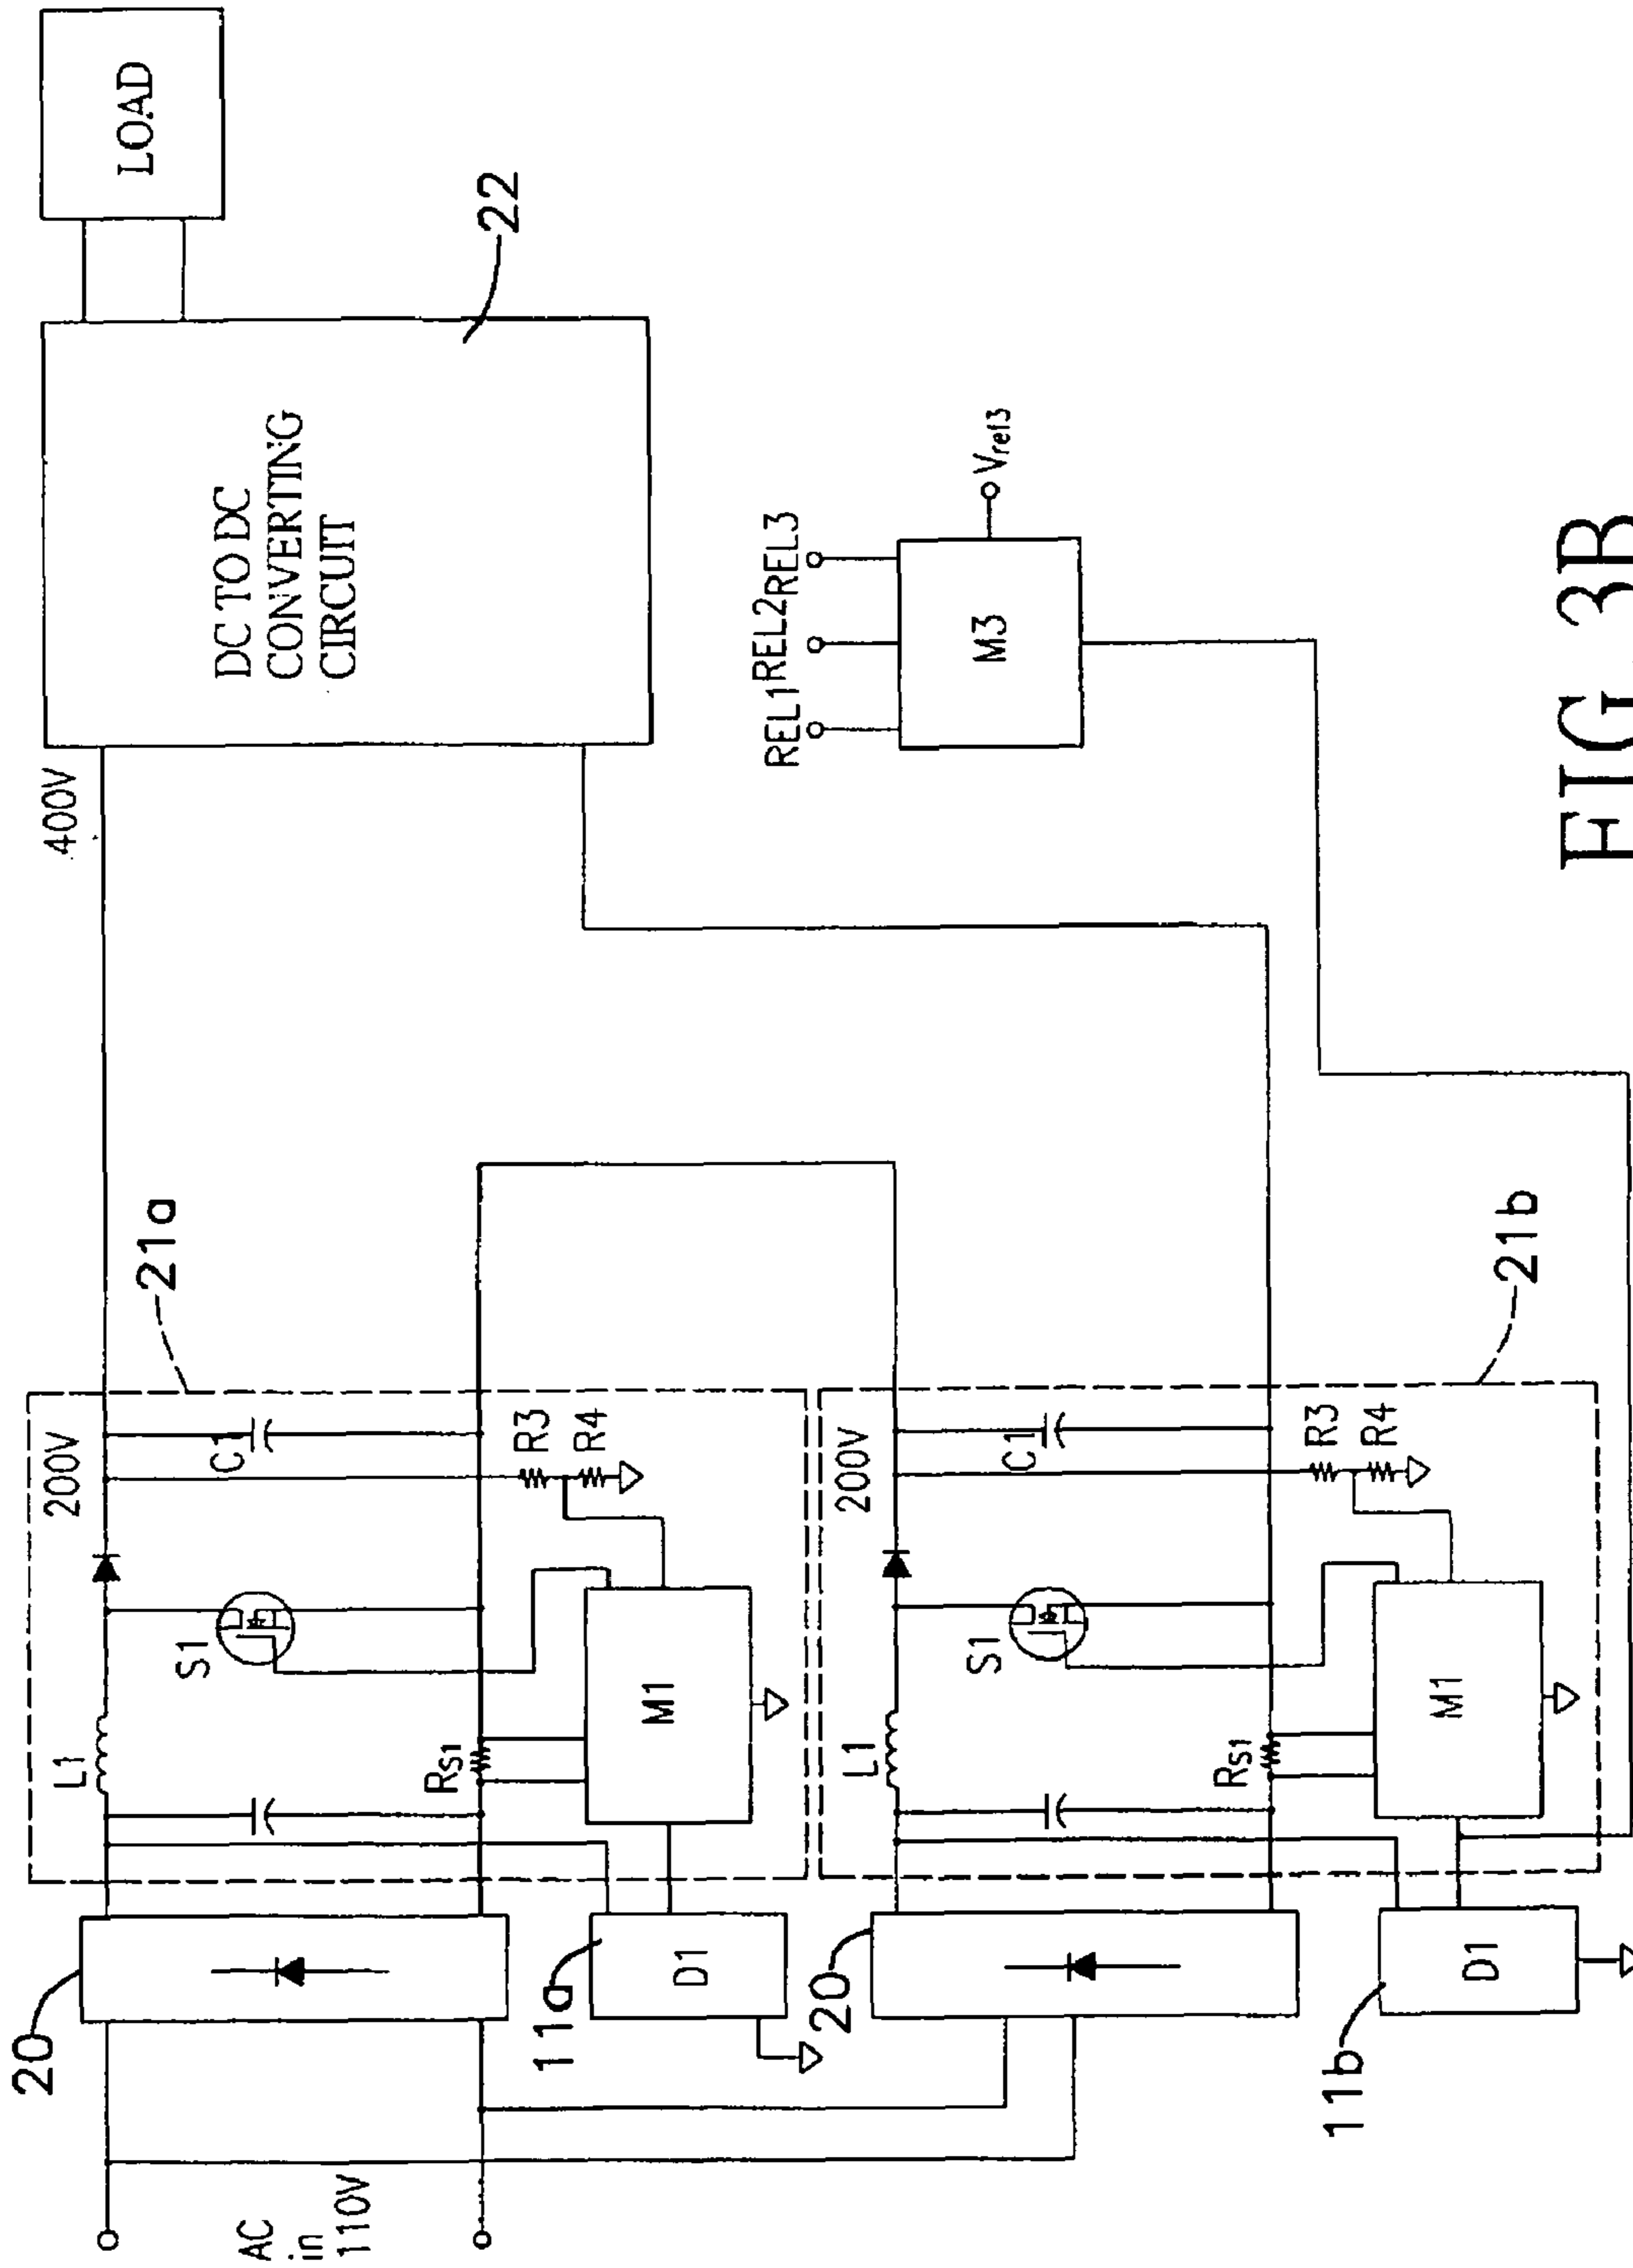 AC
in
110V
20
L1
S1
200V
C1
21a
400V
DC TO DC
CONVERTING
CIRCUIT
22
LOAD
RS1
11a
D1
M1
R3
R4
20
L1
S1
200V
C1
21b
RS1
11b
D1
M1
R3
R4
REL1
REL2
REL3
M3
Vref3
FIG. 3B